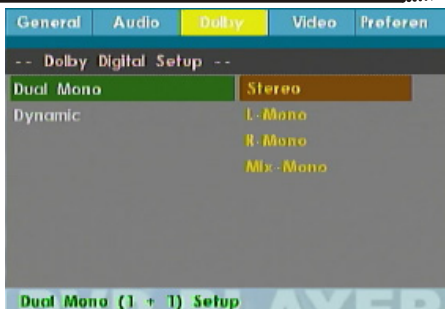 General Audio Dolby Video Preferen
-- Dolby Digital Setup --
Dual Mono Stereo
Dynamic L-Mono
R-Mono
Mix-Mono
Dual Mono (1 + 1) Setup